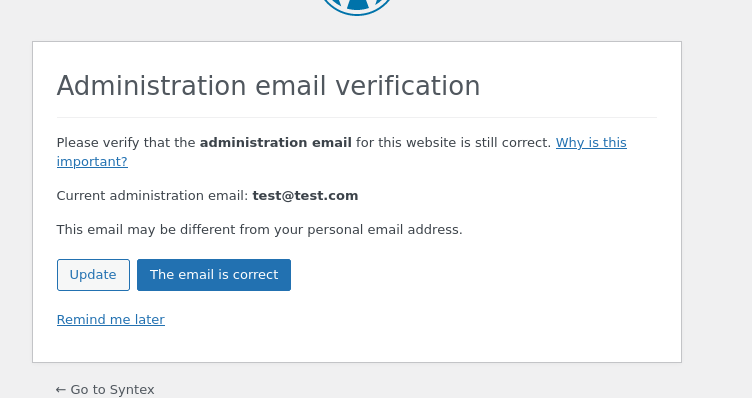 Administration email verification
Please verify that the administration email for this website is still correct. Why is this
important?
Current administration email: test@test.com
This email may be different from your personal email address.
Update The email is correct
Remind me later
← Go to Syntex